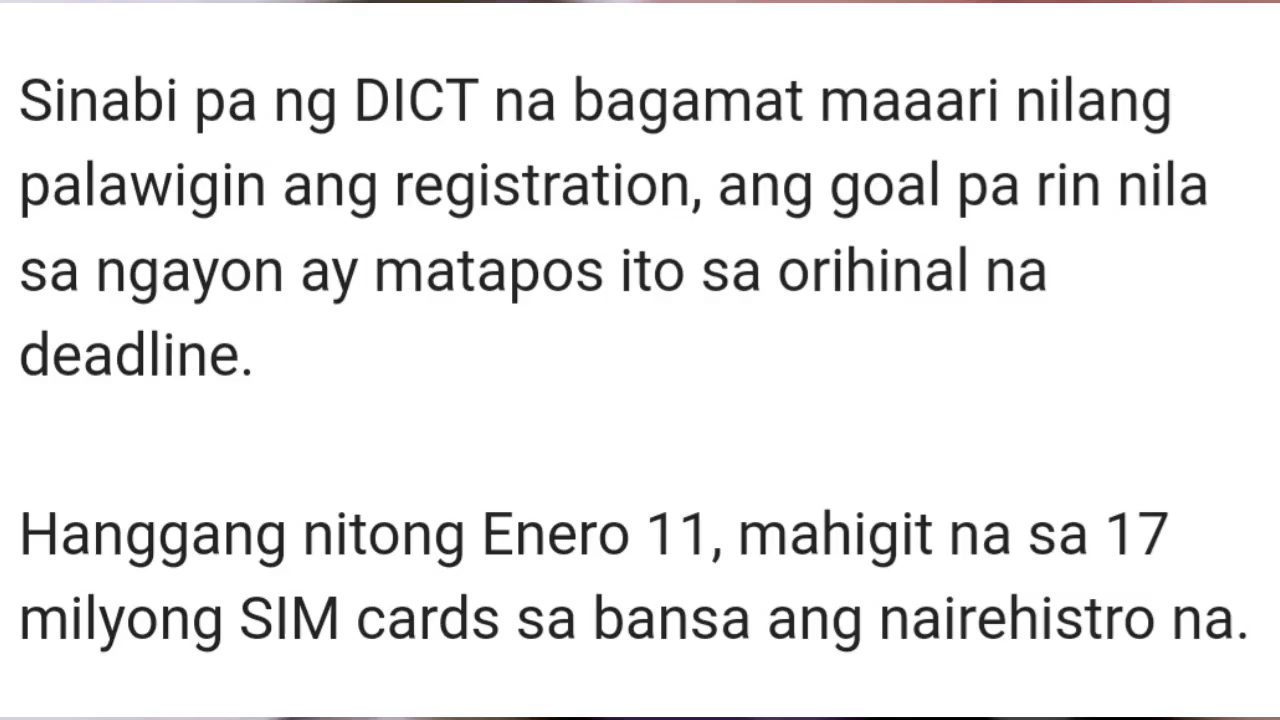 Sinabi pa ng DICT na bagamat maaari nilang
palawigin ang registration, ang goal pa rin nila
sa ngayon ay matapos ito sa orihinal na
deadline.
Hanggang nitong Enero 11, mahigit na sa 17
milyong SIM cards sa bansa ang nairehistro na.